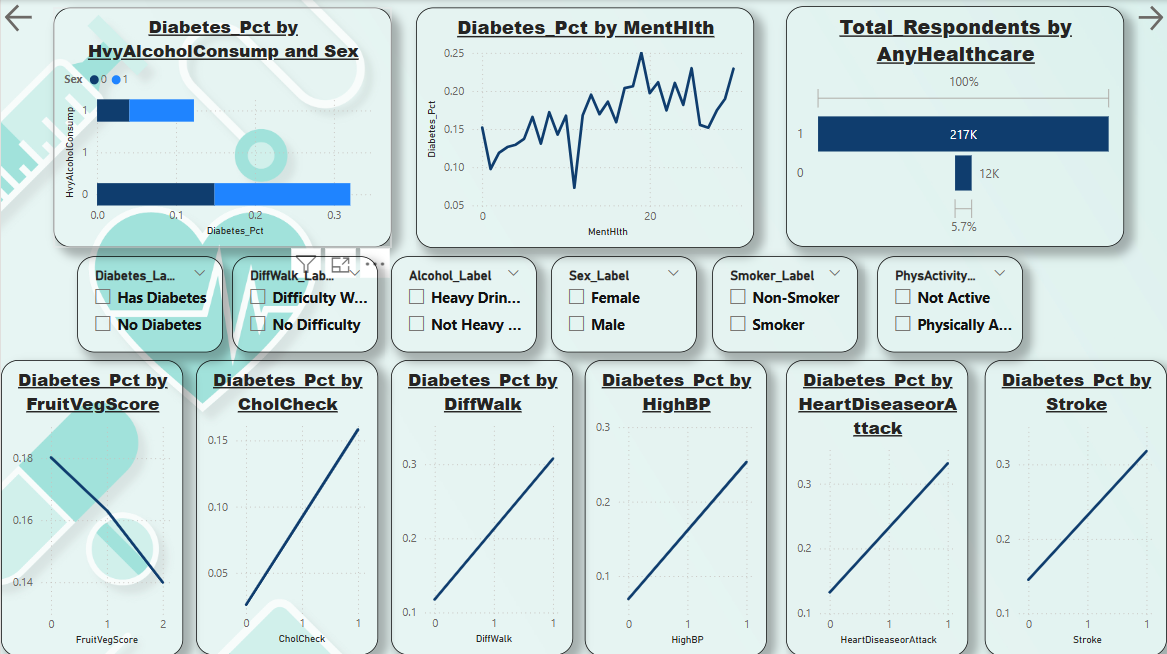 Diabetes_Pct by
HvyAlcoholConsump and Sex
Sex 0 1
HvyAlcoholConsump
1
1
0
0.0 0.1 0.2 0.3
Diabetes_Pct
Diabetes_Pct by MentHlth
Diabetes_Pct
0.25
0.20
0.15
0.10
0.05
0 20
MentHlth
Total_Respondents by
AnyHealthcare
100%
1 217K
0 12K
5.7%
Diabetes_La...
Has Diabetes
No Diabetes
DiffWalk_Lab...
Difficulty W...
No Difficulty
Alcohol_Label
Heavy Drin...
Not Heavy ...
Sex_Label
Female
Male
Smoker_Label
Non-Smoker
Smoker
PhysActivity...
Not Active
Physically A...
Diabetes_Pct by
FruitVegScore
0.18
0.16
0.14
0 1 2
FruitVegScore
Diabetes_Pct by
CholCheck
0.15
0.10
0.05
0 1 1
CholCheck
Diabetes_Pct by
DiffWalk
0.3
0.2
0.1
0 1 1
DiffWalk
Diabetes_Pct by
HighBP
0.3
0.2
0.1
0 1 1
HighBP
Diabetes_Pct by
HeartDiseaseorA
ttack
0.3
0.2
0.1
0 1 1
HeartDiseaseorAttack
Diabetes_Pct by
Stroke
0.3
0.2
0.1
0 1 1
Stroke